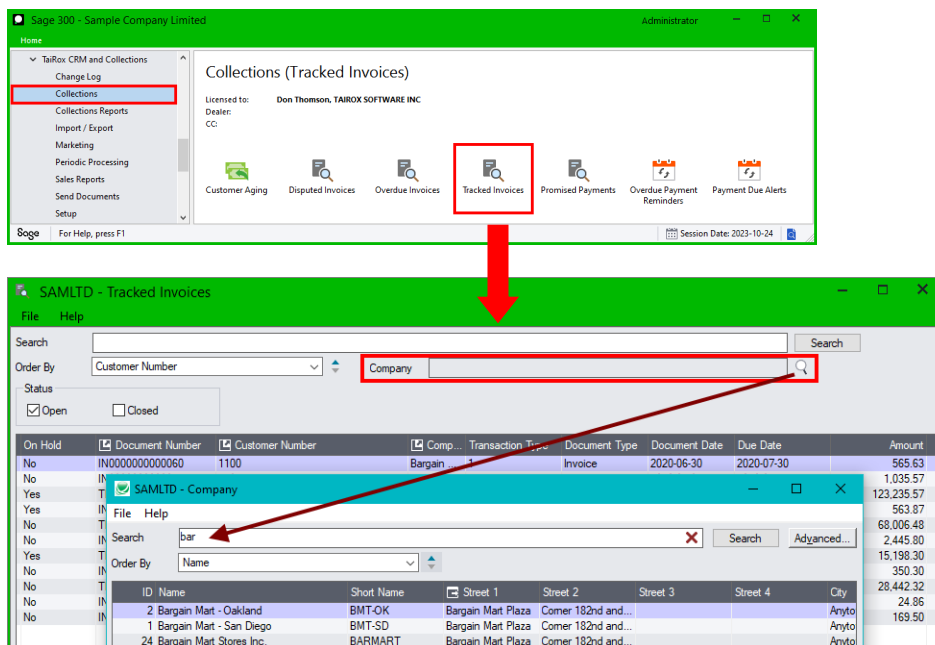 Sage 300 - Sample Company Limited
Administrator
Home
TaiRox CRM and Collections
Change Log
Collections
Collections Reports
Import / Export
Marketing
Periodic Processing
Sales Reports
Send Documents
Setup
Collections (Tracked Invoices)
Licensed to: Don Thomson, TAIROX SOFTWARE INC
Dealer:
CC:
Customer Aging Disputed Invoices Overdue Invoices Tracked Invoices Promised Payments Overdue Payment Reminders Payment Due Alerts
Sage For Help, press F1 Session Date: 2023-10-24
SAMLTD - Tracked Invoices
File Help
Search Search
Order By Customer Number Company
Status
Open Closed
On Hold Document Number Customer Number Comp... Transaction Type Document Type Document Date Due Date Amount
No IN0000000000060 1100 Bargain ... 1 Invoice 2020-06-30 2020-07-30 565.63
No IN 1,035.57
Yes T 123,235.57
Yes IN 563.87
No T 68,006.48
No IN 2,445.80
Yes T 15,198.30
No IN 350.30
No T 28,442.32
No IN 24.86
No IN 169.50
SAMLTD - Company
File Help
Search bar Search Advanced...
Order By Name
ID Name Short Name Street 1 Street 2 Street 3 Street 4 City
2 Bargain Mart - Oakland BMT-OK Bargain Mart Plaza Corner 182nd and... Anyto
1 Bargain Mart - San Diego BMT-SD Bargain Mart Plaza Corner 182nd and... Anyto
24 Bargain Mart Stores Inc. BARMART Bargain Mart Plaza Corner 182nd and... Anyto